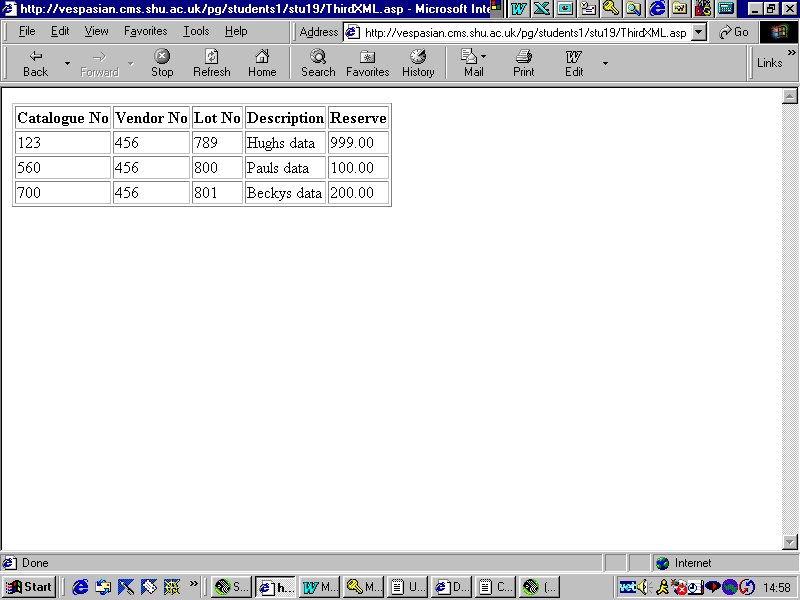 http://vespasian.cms.shu.ac.uk/pg/students1/stu19/ThirdXML.asp - Microsoft Inte
File Edit View Favorites Tools Help Address http://vespasian.cms.shu.ac.uk/pg/students1/stu19/ThirdXML.asp Go
Back Forward Stop Refresh Home Search Favorites History Mail Print Edit Links »
Catalogue No Vendor No Lot No Description Reserve
123 456 789 Hughs data 999.00
560 456 800 Pauls data 100.00
700 456 801 Beckys data 200.00
Done Internet
Start » S... h... M... M... U... D... C... (... 14:58